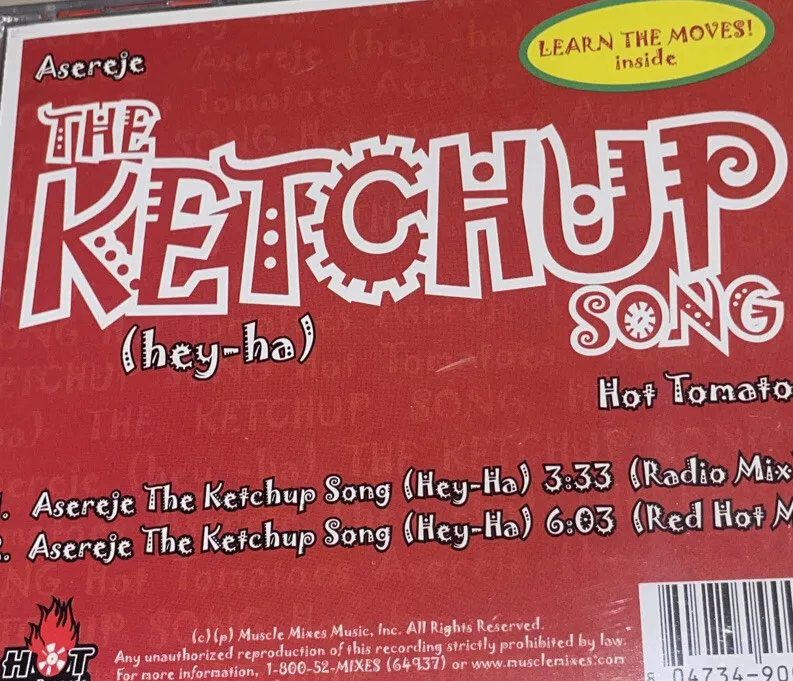 Asereje
LEARN THE MOVES!
inside
THE
KETCHUP
SONG
(hey-ha)
Hot Tomato
1. Asereje The Ketchup Song (Hey-Ha) 3:33 (Radio Mix
2. Asereje The Ketchup Song (Hey-Ha) 6:03 (Red Hot M
HOT
(c)(p) Muscle Mixes Music, Inc. All Rights Reserved.
Any unauthorized reproduction of this recording strictly prohibited by law.
For more information, 1-800-52-MIXES (64937) or www.musclemixes.com
8 04734-90